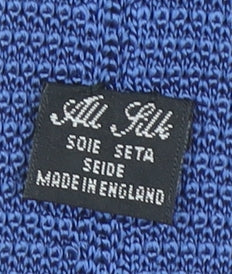 All Silk
SOIE SETA
SEIDE
MADE IN ENGLAND